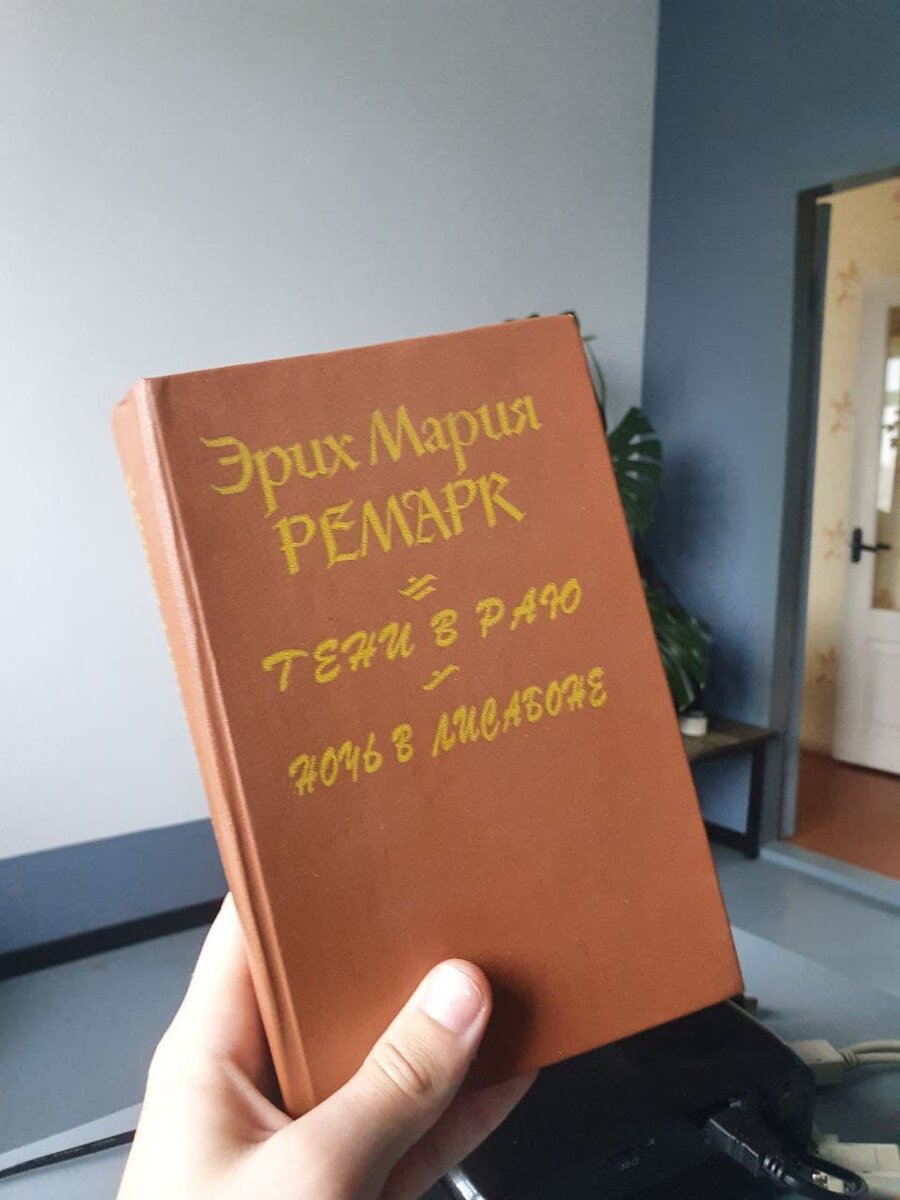 Эрих Мария
РЕМАРК
ТЕНИ В РАЮ
НОЧЬ В ЛИСАБОНЕ